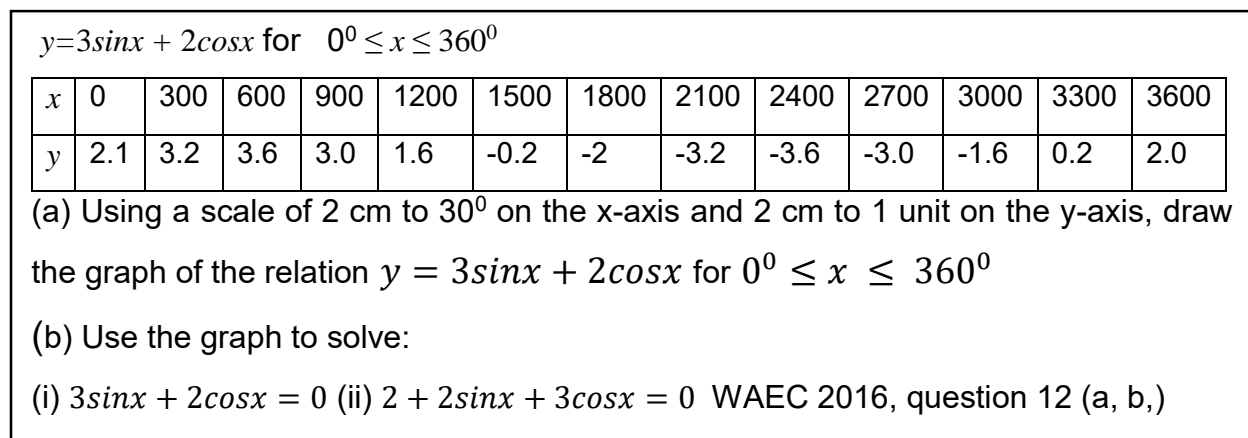 y=3sinx + 2cosx for 0⁰ ≤ x ≤ 360⁰
x 0 300 600 900 1200 1500 1800 2100 2400 2700 3000 3300 3600
y 2.1 3.2 3.6 3.0 1.6 -0.2 -2 -3.2 -3.6 -3.0 -1.6 0.2 2.0
(a) Using a scale of 2 cm to 30⁰ on the x-axis and 2 cm to 1 unit on the y-axis, draw
the graph of the relation y = 3sinx + 2cosx for 0⁰ ≤ x ≤ 360⁰
(b) Use the graph to solve:
(i) 3sinx + 2cosx = 0 (ii) 2 + 2sinx + 3cosx = 0 WAEC 2016, question 12 (a, b,)